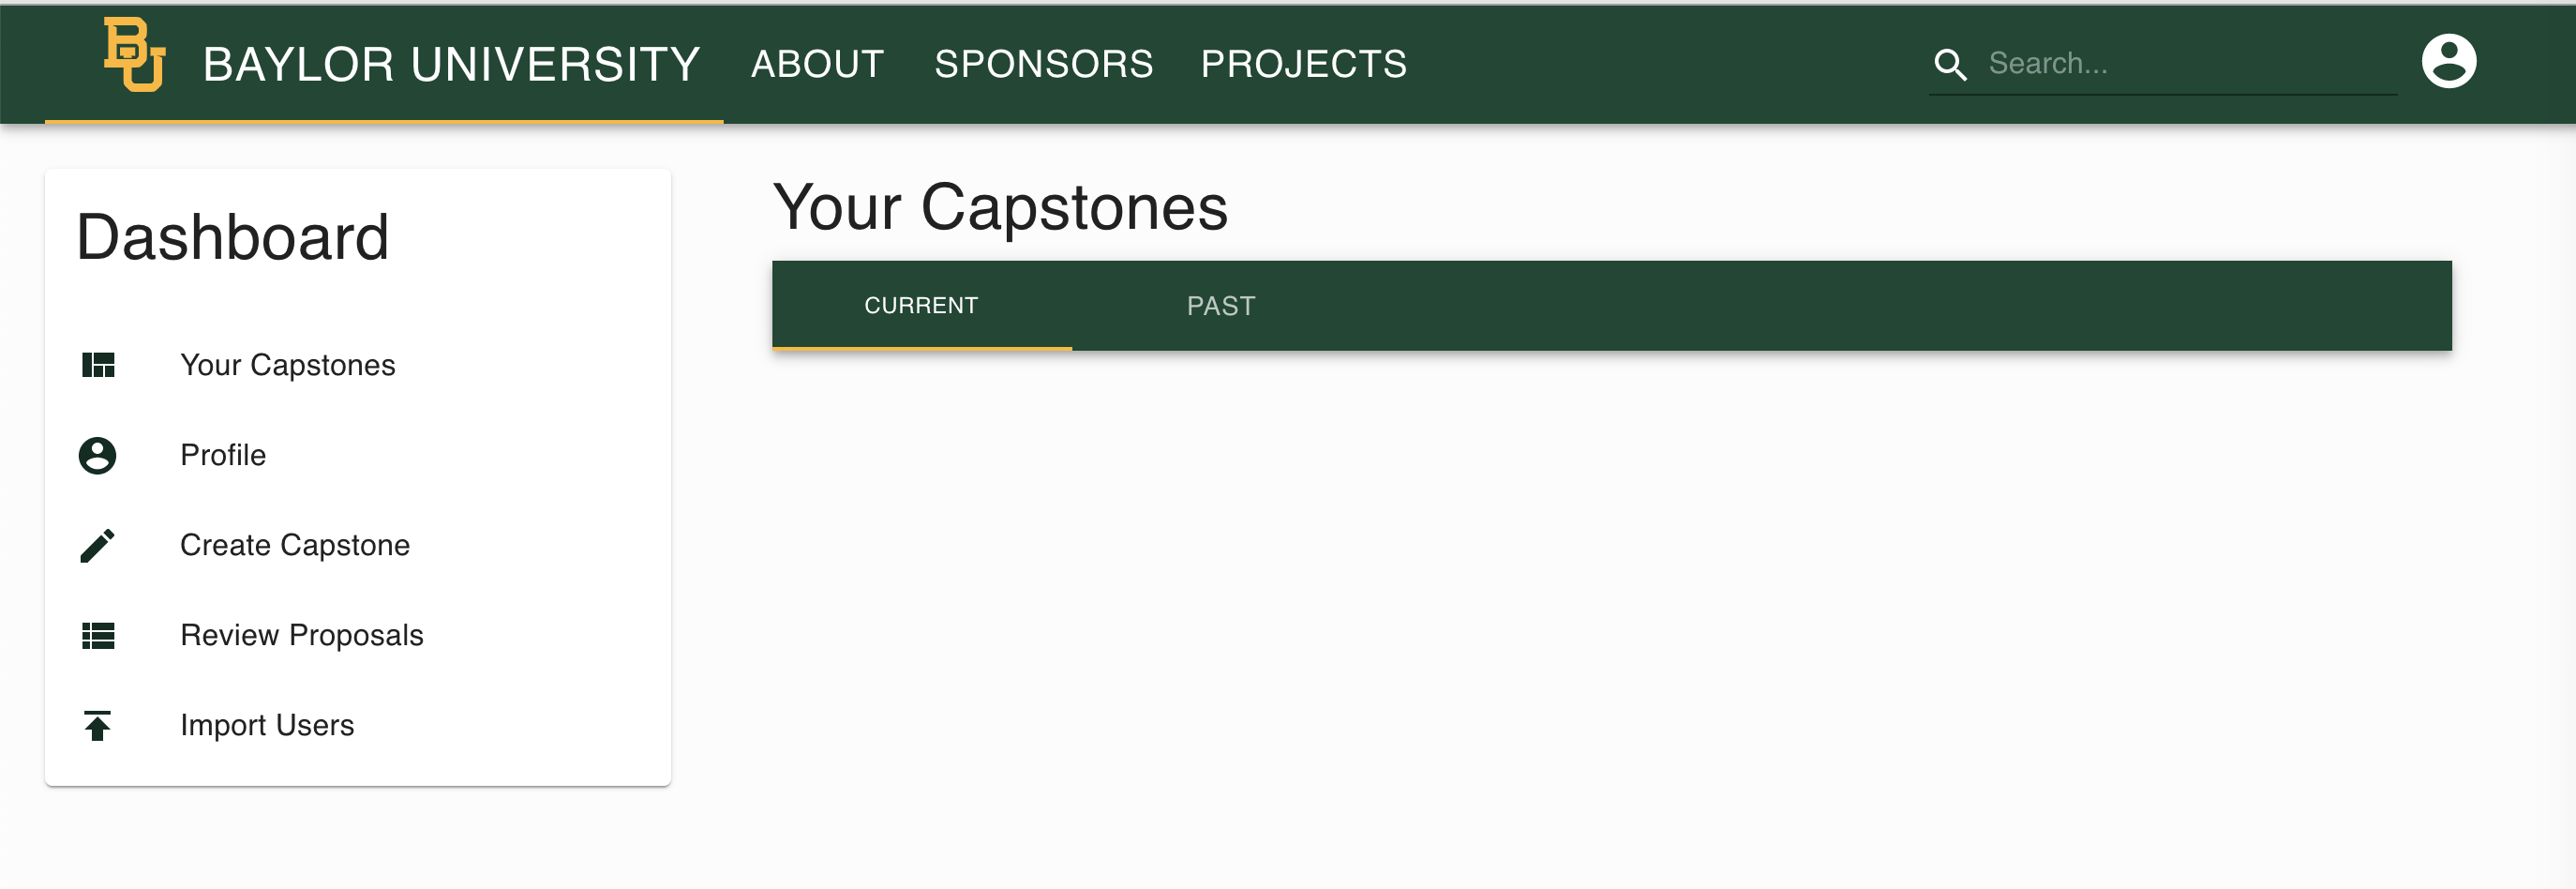 BU
BAYLOR UNIVERSITY ABOUT SPONSORS PROJECTS Search...
Dashboard
Your Capstones
Profile
Create Capstone
Review Proposals
Import Users
Your Capstones
CURRENT PAST